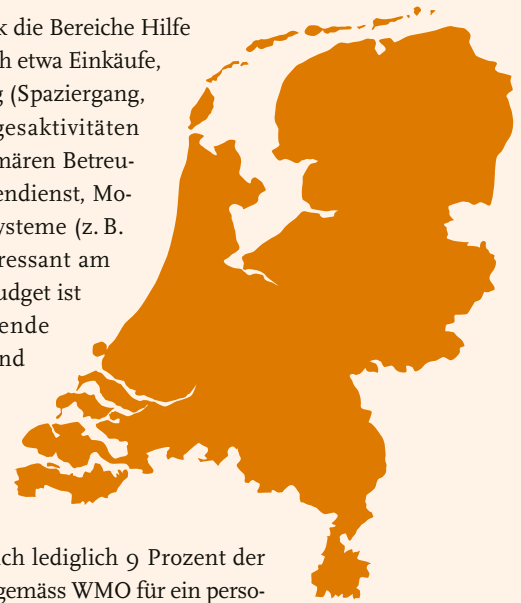 k die Bereiche Hilfe
h etwa Einkäufe,
g (Spaziergang,
gesaktivitäten
mären Betreu-
endienst, Mo-
ysteme (z. B.
ressant am
udget ist
ende
nd
ich lediglich 9 Prozent der
gemäss WMO für ein perso-